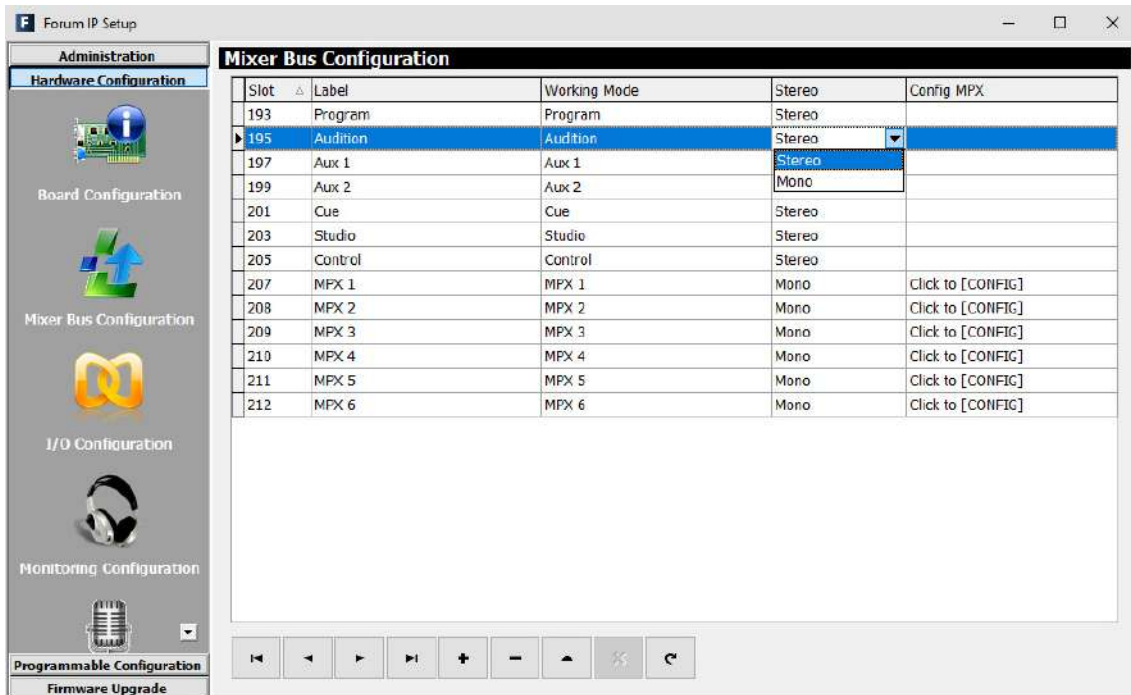 F Forum IP Setup
Administration
Hardware Configuration
Board Configuration
Mixer Bus Configuration
I/O Configuration
Monitoring Configuration
Programmable Configuration
Firmware Upgrade
Mixer Bus Configuration
Slot Label Working Mode Stereo Config MPX
193 Program Program Stereo
195 Audition Audition Stereo
197 Aux 1 Aux 1 Stereo
199 Aux 2 Aux 2 Mono
201 Cue Cue Stereo
203 Studio Studio Stereo
205 Control Control Stereo
207 MPX 1 MPX 1 Mono Click to [CONFIG]
208 MPX 2 MPX 2 Mono Click to [CONFIG]
209 MPX 3 MPX 3 Mono Click to [CONFIG]
210 MPX 4 MPX 4 Mono Click to [CONFIG]
211 MPX 5 MPX 5 Mono Click to [CONFIG]
212 MPX 6 MPX 6 Mono Click to [CONFIG]